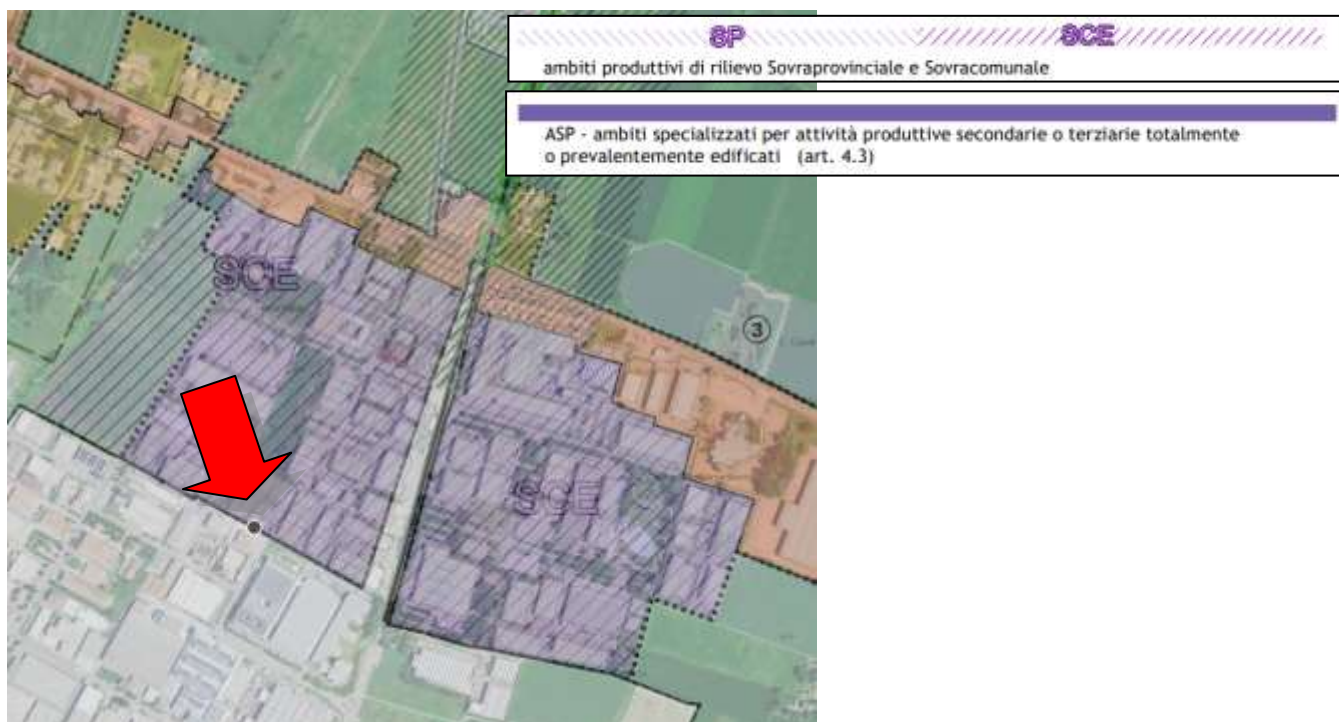 SP SCE
ambiti produttivi di rilievo Sovraprovinciale e Sovracomunale
ASP - ambiti specializzati per attività produttive secondarie o terziarie totalmente
o prevalentemente edificati (art. 4.3)
SCE
3
SCE